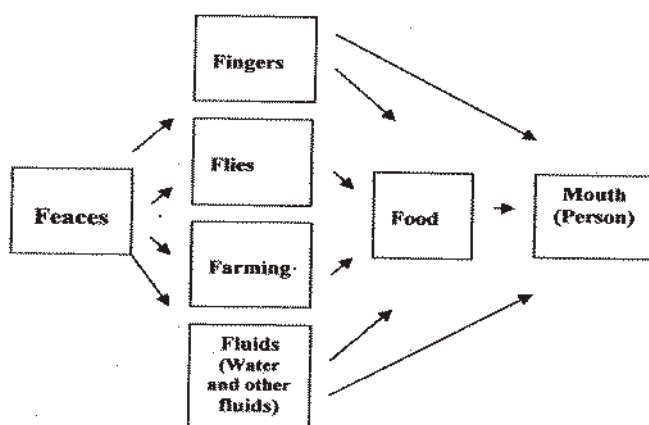 Fingers
Flies
Feaces
Food
Mouth
(Person)
Farming.
Fluids
(Water
and other
fluids)